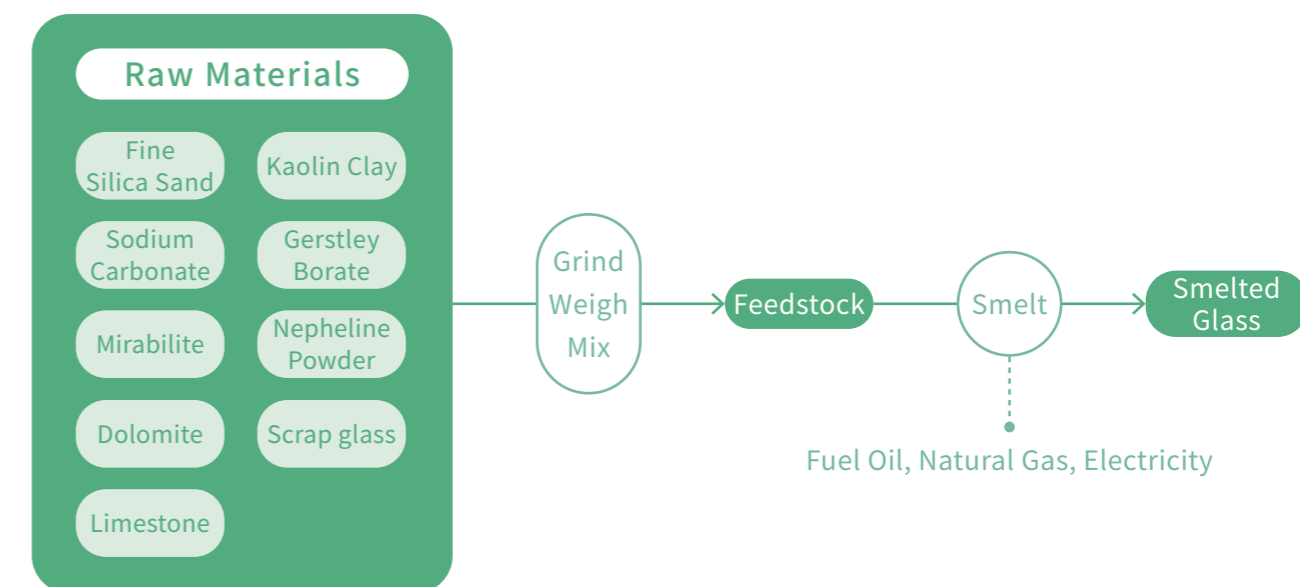 Raw Materials
Fine
Silica Sand
Kaolin Clay
Sodium
Carbonate
Gerstley
Borate
Mirabilite
Nepheline
Powder
Dolomite
Scrap glass
Limestone
Grind
Weigh
Mix
Feedstock
Smelt
Smelted
Glass
Fuel Oil, Natural Gas, Electricity